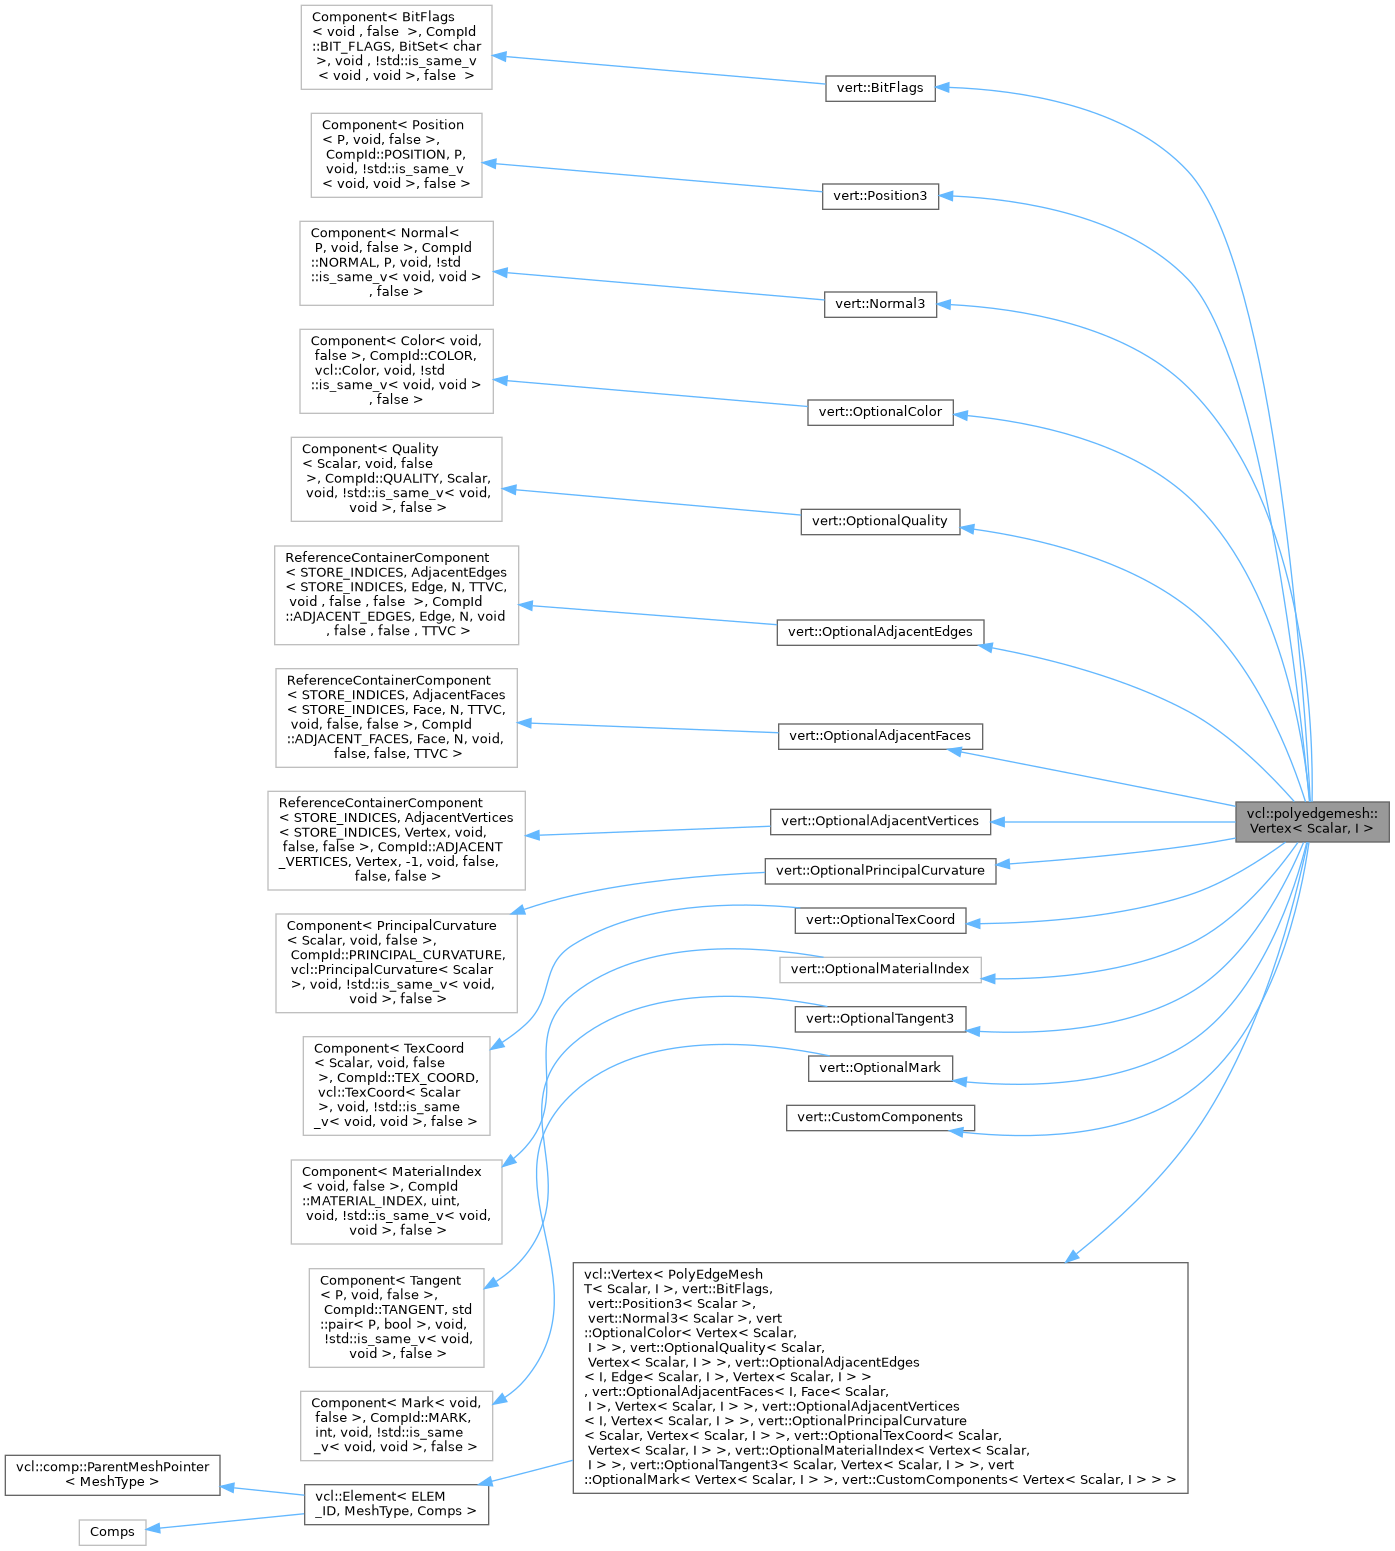 Component< BitFlags
< void , false  >, CompId
::BIT_FLAGS, BitSet< char
 >, void , !std::is_same_v
< void , void >, false  >
vert::BitFlags
Component< Position
< P, void, false >,
 CompId::POSITION, P,
 void, !std::is_same_v
< void, void >, false >
vert::Position3
Component< Normal<
 P, void, false >, CompId
::NORMAL, P, void, !std
::is_same_v< void, void >
, false >
vert::Normal3
Component< Color< void,
 false >, CompId::COLOR,
 vcl::Color, void, !std
::is_same_v< void, void >
, false >
vert::OptionalColor
Component< Quality
< Scalar, void, false
 >, CompId::QUALITY, Scalar,
 void, !std::is_same_v< void,
 void >, false >
vert::OptionalQuality
ReferenceContainerComponent
< STORE_INDICES, AdjacentEdges
< STORE_INDICES, Edge, N, TTVC,
 void , false , false  >, CompId
::ADJACENT_EDGES, Edge, N, void
 , false , false , TTVC >
vert::OptionalAdjacentEdges
ReferenceContainerComponent
< STORE_INDICES, AdjacentFaces
< STORE_INDICES, Face, N, TTVC,
 void, false, false >, CompId
::ADJACENT_FACES, Face, N, void,
 false, false, TTVC >
vert::OptionalAdjacentFaces
ReferenceContainerComponent
< STORE_INDICES, AdjacentVertices
< STORE_INDICES, Vertex, void,
 false, false >, CompId::ADJACENT
_VERTICES, Vertex, -1, void, false,
 false, false >
vert::OptionalAdjacentVertices
vcl::polyedgemesh::
Vertex< Scalar, I >
vert::OptionalPrincipalCurvature
Component< PrincipalCurvature
< Scalar, void, false >,
 CompId::PRINCIPAL_CURVATURE,
 vcl::PrincipalCurvature< Scalar
 >, void, !std::is_same_v< void,
 void >, false >
vert::OptionalTexCoord
vert::OptionalMaterialIndex
vert::OptionalTangent3
Component< TexCoord
< Scalar, void, false
 >, CompId::TEX_COORD,
 vcl::TexCoord< Scalar
 >, void, !std::is_same
_v< void, void >, false >
vert::OptionalMark
vert::CustomComponents
Component< MaterialIndex
< void, false >, CompId
::MATERIAL_INDEX, uint,
 void, !std::is_same_v< void,
 void >, false >
Component< Tangent
< P, void, false >,
 CompId::TANGENT, std
::pair< P, bool >, void,
 !std::is_same_v< void,
 void >, false >
vcl::Vertex< PolyEdgeMesh
T< Scalar, I >, vert::BitFlags,
 vert::Position3< Scalar >,
 vert::Normal3< Scalar >, vert
::OptionalColor< Vertex< Scalar,
 I > >, vert::OptionalQuality< Scalar,
 Vertex< Scalar, I > >, vert::OptionalAdjacentEdges
< I, Edge< Scalar, I >, Vertex< Scalar, I > >
, vert::OptionalAdjacentFaces< I, Face< Scalar,
 I >, Vertex< Scalar, I > >, vert::OptionalAdjacentVertices
< I, Vertex< Scalar, I > >, vert::OptionalPrincipalCurvature
< Scalar, Vertex< Scalar, I > >, vert::OptionalTexCoord< Scalar,
 Vertex< Scalar, I > >, vert::OptionalMaterialIndex< Vertex< Scalar,
 I > >, vert::OptionalTangent3< Scalar, Vertex< Scalar, I > >, vert
::OptionalMark< Vertex< Scalar, I > >, vert::CustomComponents< Vertex< Scalar, I > > >
Component< Mark< void,
 false >, CompId::MARK,
 int, void, !std::is_same
_v< void, void >, false >
vcl::comp::ParentMeshPointer
< MeshType >
vcl::Element< ELEM
_ID, MeshType, Comps >
Comps